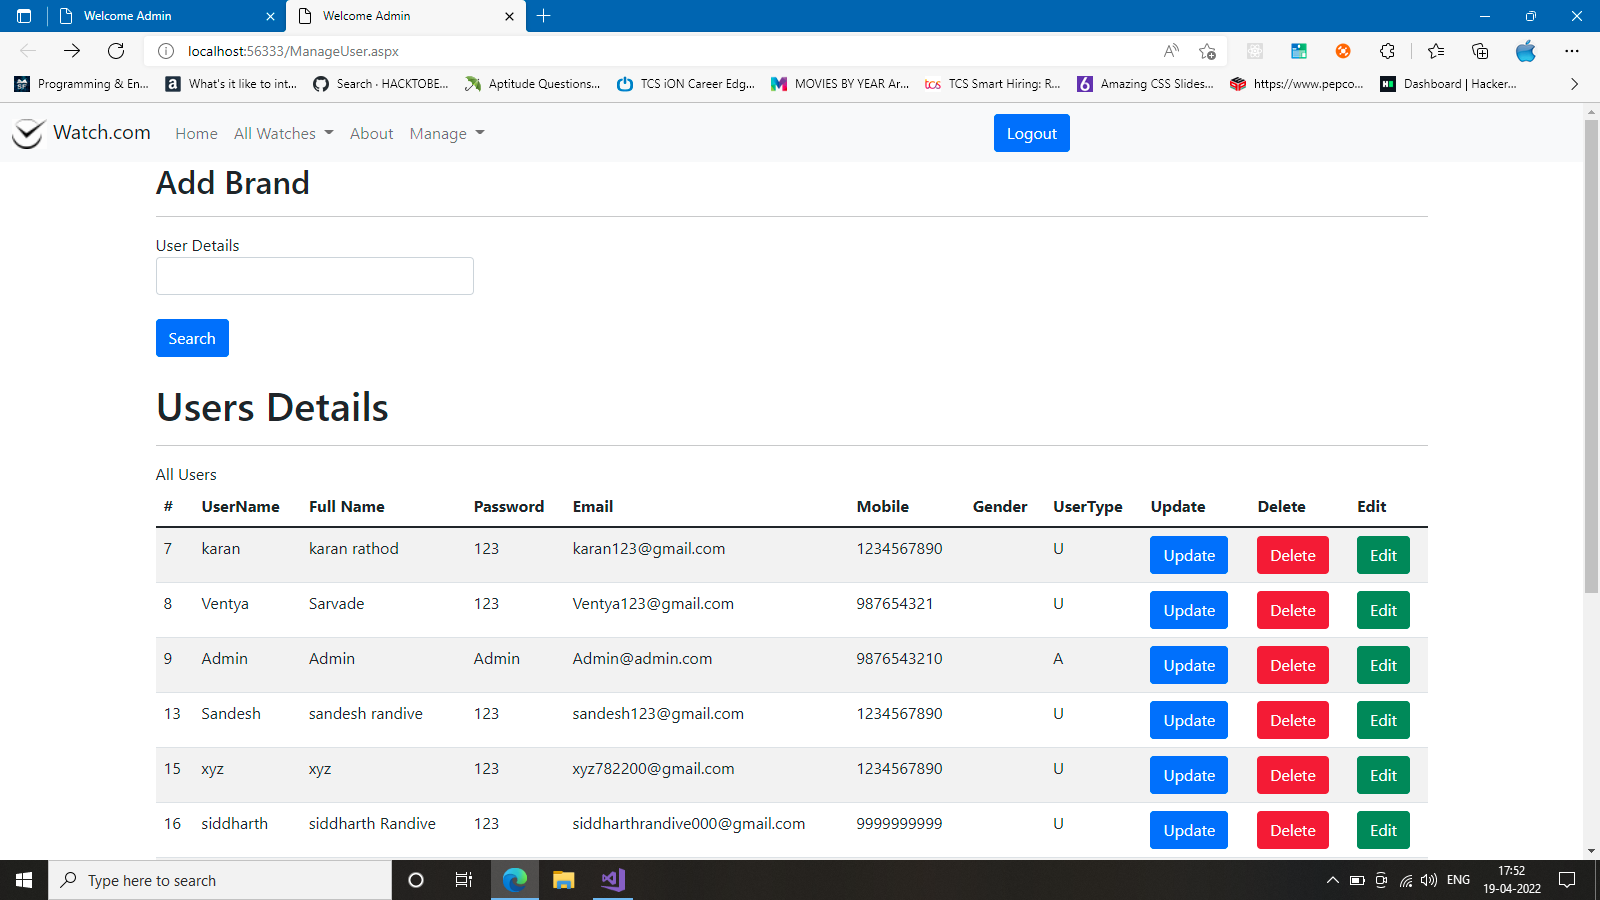 Welcome Admin
Welcome Admin
localhost:56333/ManageUser.aspx
Programming & En... What's it like to int... Search · HACKTOBE... Aptitude Questions... TCS iON Career Edg... MOVIES BY YEAR Ar... TCS Smart Hiring: R... Amazing CSS Slides... https://www.pepco... Dashboard | Hacker...
Watch.com Home All Watches About Manage Logout
Add Brand
User Details
Search
Users Details
All Users
# UserName Full Name Password Email Mobile Gender UserType Update Delete Edit
7 karan karan rathod 123 karan123@gmail.com 1234567890 U Update Delete Edit
8 Ventya Sarvade 123 Ventya123@gmail.com 987654321 U Update Delete Edit
9 Admin Admin Admin Admin@admin.com 9876543210 A Update Delete Edit
13 Sandesh sandesh randive 123 sandesh123@gmail.com 1234567890 U Update Delete Edit
15 xyz xyz 123 xyz782200@gmail.com 1234567890 U Update Delete Edit
16 siddharth siddharth Randive 123 siddharthrandive000@gmail.com 9999999999 U Update Delete Edit
Type here to search
ENG
17:52
19-04-2022